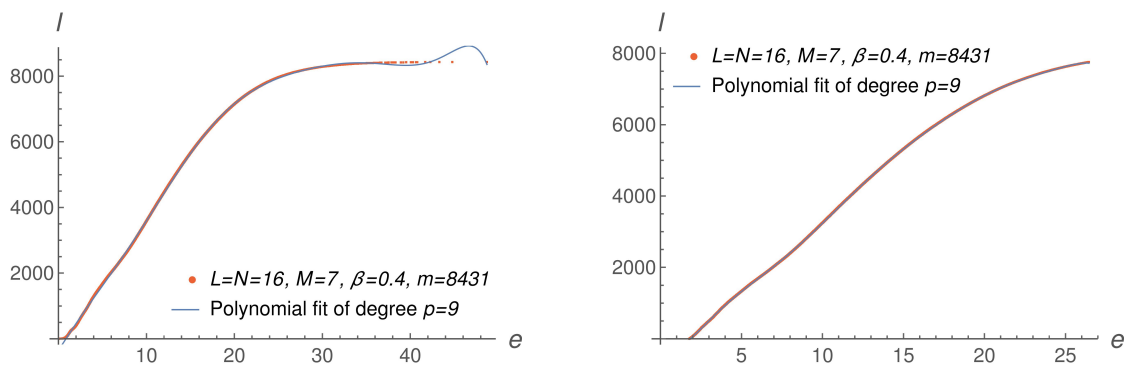 I
8000
6000
4000
2000
10
20
30
40
e
L=N=16, M=7, β=0.4, m=8431
Polynomial fit of degree p=9
I
8000
6000
4000
2000
5
10
15
20
25
e
L=N=16, M=7, β=0.4, m=8431
Polynomial fit of degree p=9